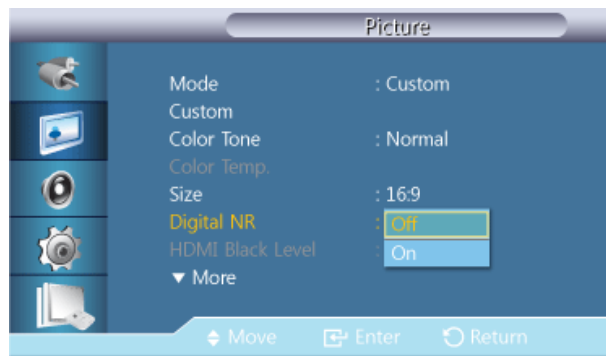 Picture
Mode : Custom
Custom
Color Tone : Normal
Color Temp.
Size : 16:9
Digital NR : Off
HDMI Black Level : On
▼ More
Move Enter Return